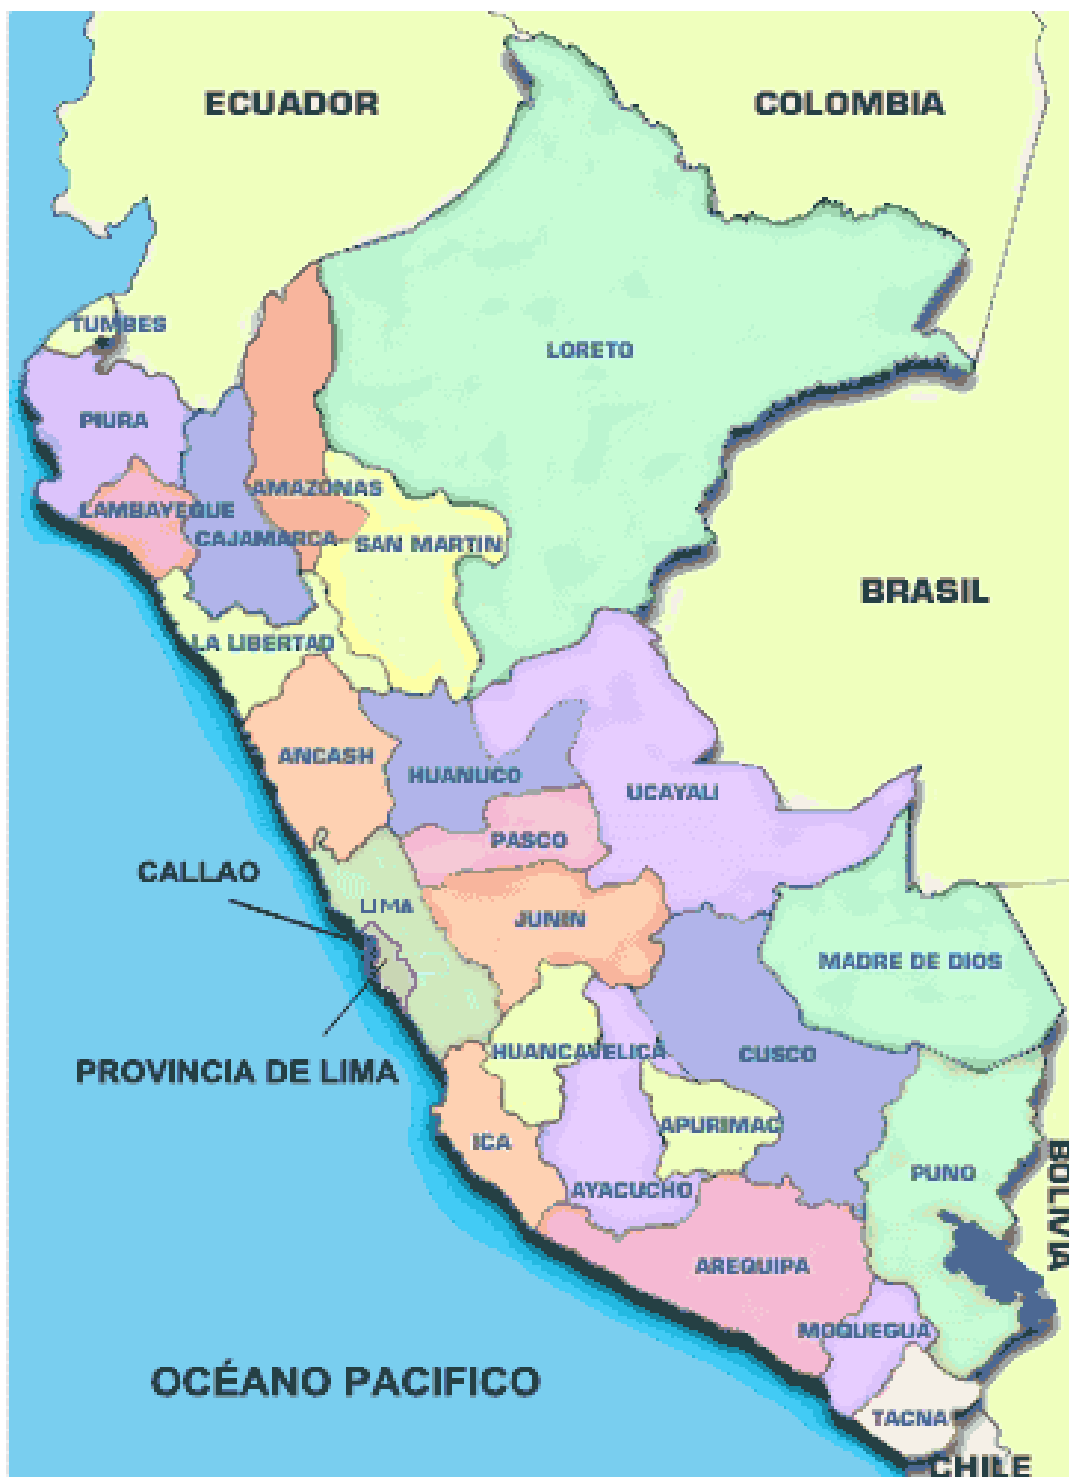 ECUADOR
COLOMBIA
TUMBES
LORETO
PIURA
AMAZONAS
LAMBAYEQUE
CAJAMARCA
SAN MARTIN
BRASIL
LA LIBERTAD
ANCASH
HUANUCO
UCAYALI
PASCO
CALLAO
LIMA
JUNIN
MADRE DE DIOS
HUANCAVELICA
CUSCO
PROVINCIA DE LIMA
APURIMAC
ICA
PUNO
BOLIVIA
AYACUCHO
AREQUIPA
MOQUEGUA
OCÉANO PACIFICO
TACNA
CHILE